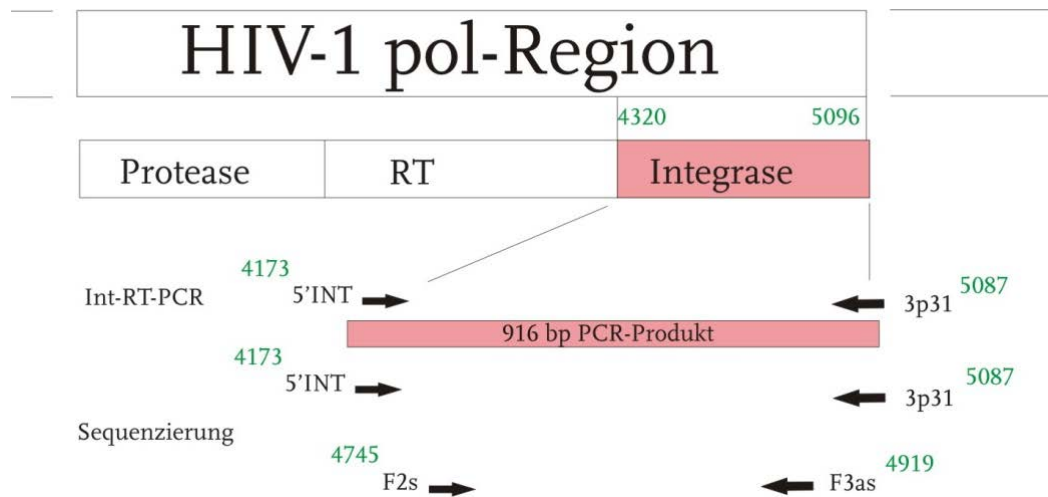 HIV-1 pol-Region
4320 5096
Protease RT Integrase
4173 5087
Int-RT-PCR 5'INT 3p31
916 bp PCR-Produkt
4173 5087
5'INT 3p31
Sequenzierung
4745 4919
F2s F3as